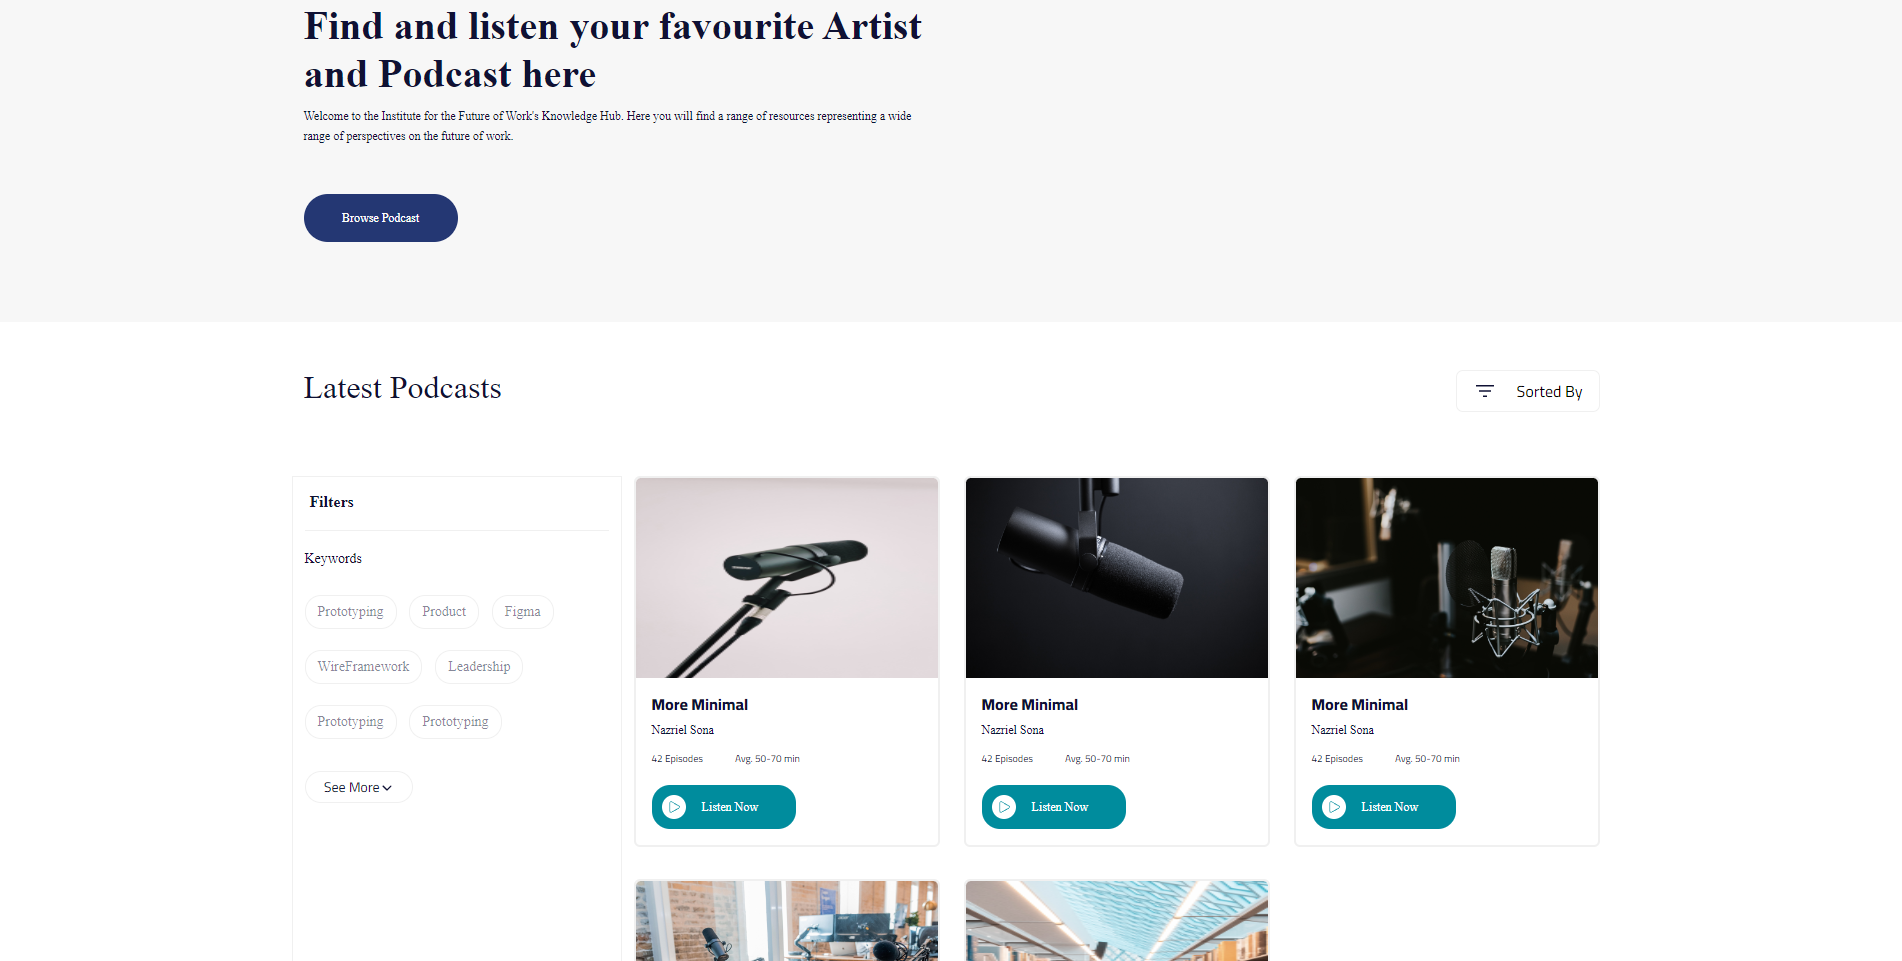 Find and listen your favourite Artist
and Podcast here
Welcome to the Institute for the Future of Work's Knowledge Hub. Here you will find a range of resources representing a wide
range of perspectives on the future of work.
Browse Podcast
Latest Podcasts
Sorted By
Filters
Keywords
Prototyping
Product
Figma
WireFramework
Leadership
Prototyping
Prototyping
See More
More Minimal
Nazriel Sona
42 Episodes
Avg. 50-70 min
Listen Now
More Minimal
Nazriel Sona
42 Episodes
Avg. 50-70 min
Listen Now
More Minimal
Nazriel Sona
42 Episodes
Avg. 50-70 min
Listen Now